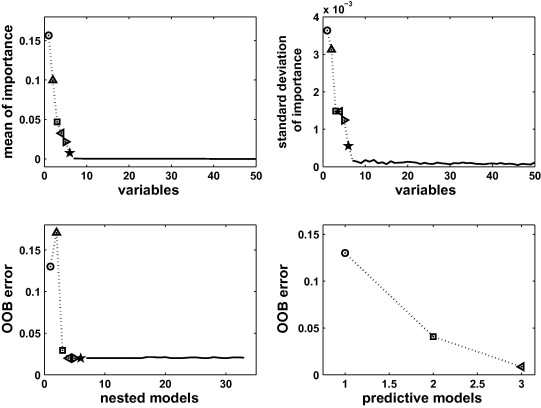 mean of importance
0.15
0.1
0.05
0
0 10 20 30 40 50
variables
x 10⁻³
standard deviation
of importance
4
3
2
1
0
0 10 20 30 40 50
variables
OOB error
0.15
0.1
0.05
0
0 10 20 30
nested models
OOB error
0.15
0.1
0.05
0
1 1.5 2 2.5 3
predictive models